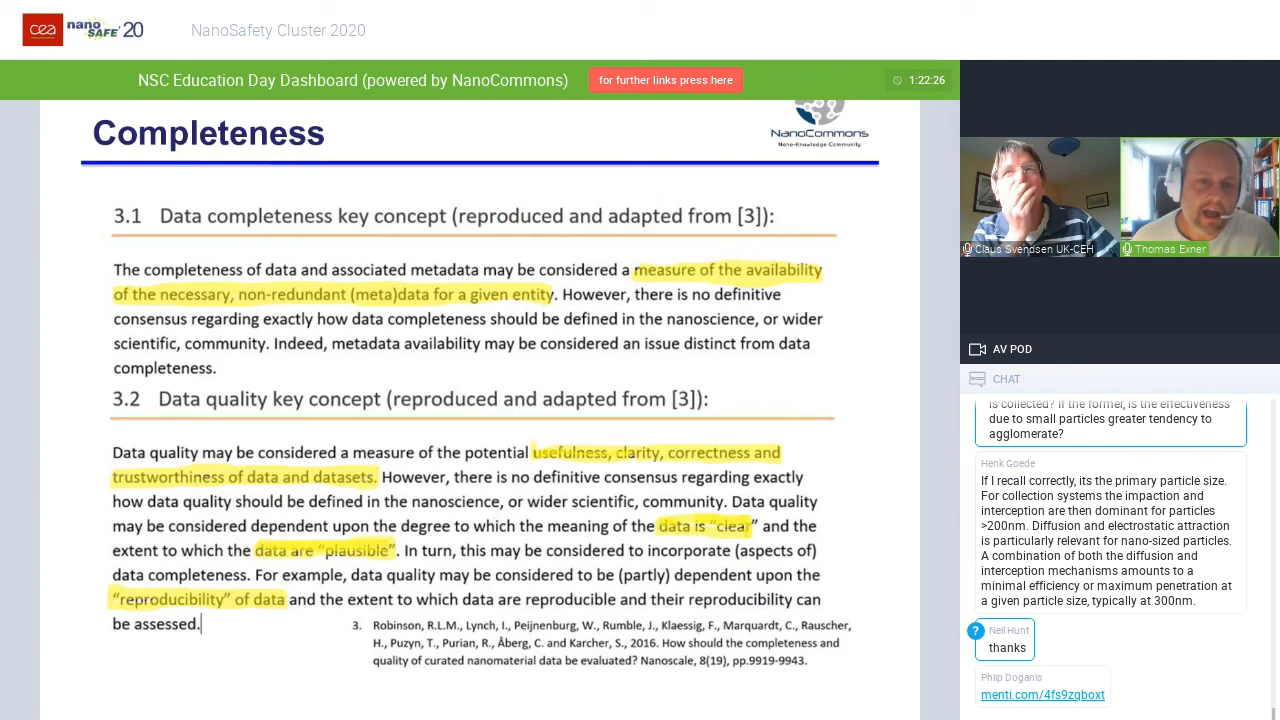 cea nano SAFE' 20
NanoSafety Cluster 2020
NSC Education Day Dashboard (powered by NanoCommons)
for further links press here
1:22:26
Completeness
NanoCommons
Nano-Knowledge Community
3.1 Data completeness key concept (reproduced and adapted from [3]):
The completeness of data and associated metadata may be considered a measure of the availability
of the necessary, non-redundant (meta)data for a given entity. However, there is no definitive
consensus regarding exactly how data completeness should be defined in the nanoscience, or wider
scientific, community. Indeed, metadata availability may be considered an issue distinct from data
completeness.
3.2 Data quality key concept (reproduced and adapted from [3]):
Data quality may be considered a measure of the potential usefulness, clarity, correctness and
trustworthiness of data and datasets. However, there is no definitive consensus regarding exactly
how data quality should be defined in the nanoscience, or wider scientific, community. Data quality
may be considered dependent upon the degree to which the meaning of the data is “clear” and the
extent to which the data are “plausible”. In turn, this may be considered to incorporate (aspects of)
data completeness. For example, data quality may be considered to be (partly) dependent upon the
“reproducibility” of data and the extent to which data are reproducible and their reproducibility can
be assessed.
3. Robinson, R.L.M., Lynch, I., Peijnenburg, W., Rumble, J., Klaessig, F., Marquardt, C., Rauscher,
H., Puzyn, T., Purian, R., Åberg, C. and Karcher, S., 2016. How should the completeness and
quality of curated nanomaterial data be evaluated? Nanoscale, 8(19), pp.9919-9943.
Claus Svendsen UK-CEH
Thomas Exner
AV POD
CHAT
is collected? If the former, is the effectiveness
due to small particles greater tendency to
agglomerate?
Henk Goede
If I recall correctly, its the primary particle size.
For collection systems the impaction and
interception are then dominant for particles
>200nm. Diffusion and electrostatic attraction
is particularly relevant for nano-sized particles.
A combination of both the diffusion and
interception mechanisms amounts to a
minimal efficiency or maximum penetration at
a given particle size, typically at 300nm.
?
Neil Hunt
thanks
Philp Doganis
menti.com/4fs9zqboxt